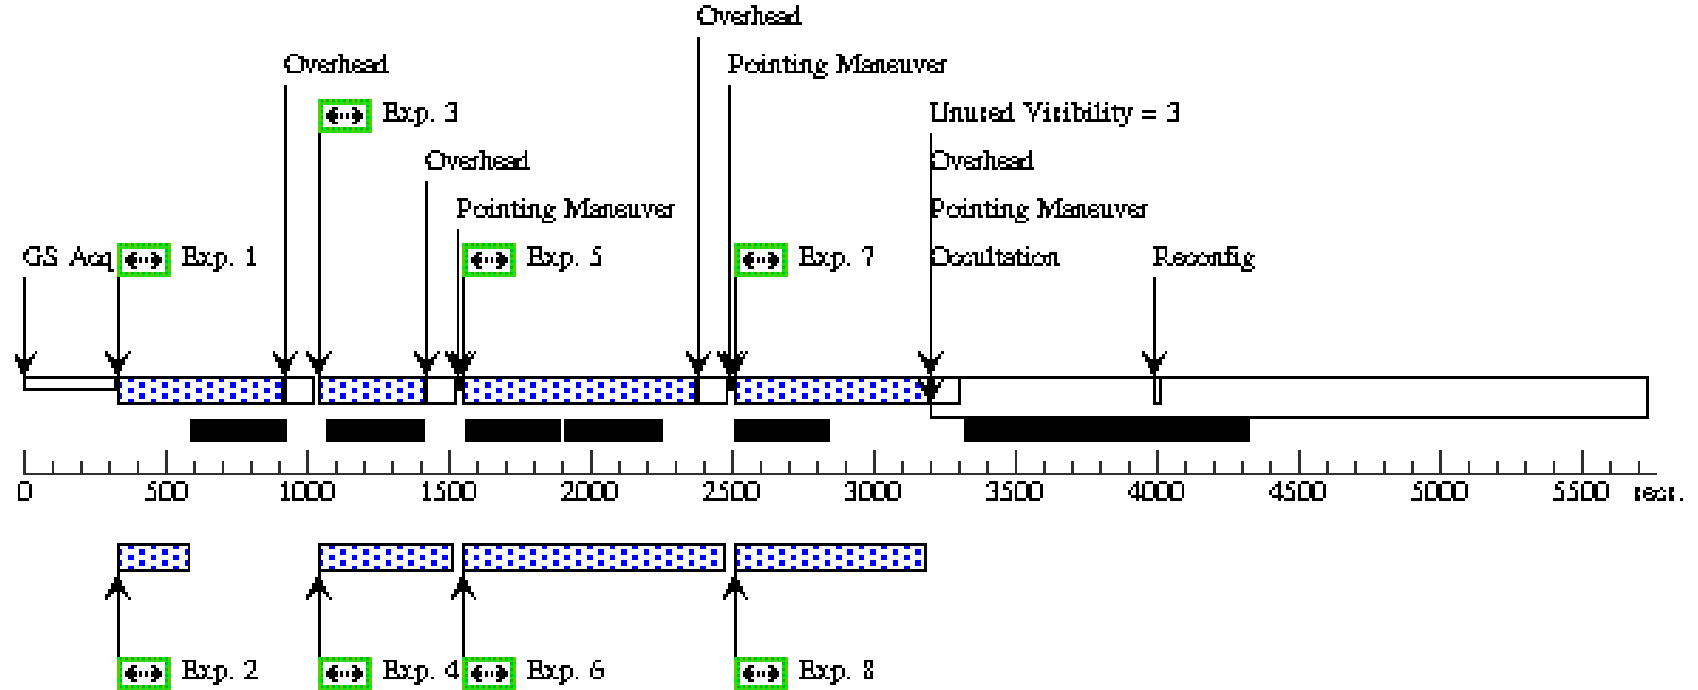 Overhead
Overhead
Pointing Maneuver
Exp. 3
Unused Visibility = 3
Overhead
Overhead
Pointing Maneuver
Pointing Maneuver
GS Acq
Exp. 1
Exp. 5
Exp. 7
Occultation
Reconfig
0 500 1000 1500 2000 2500 3000 3500 4000 4500 5000 5500 secs.
Exp. 2
Exp. 4
Exp. 6
Exp. 8